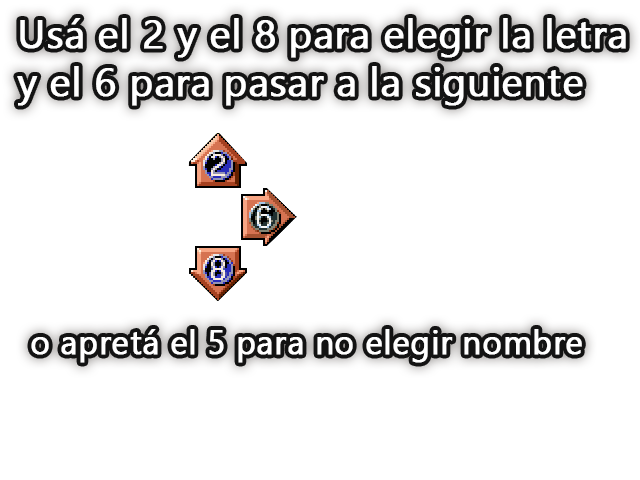 Usá el 2 y el 8 para elegir la letra
y el 6 para pasar a la siguiente
2
6
8
o apretá el 5 para no elegir nombre